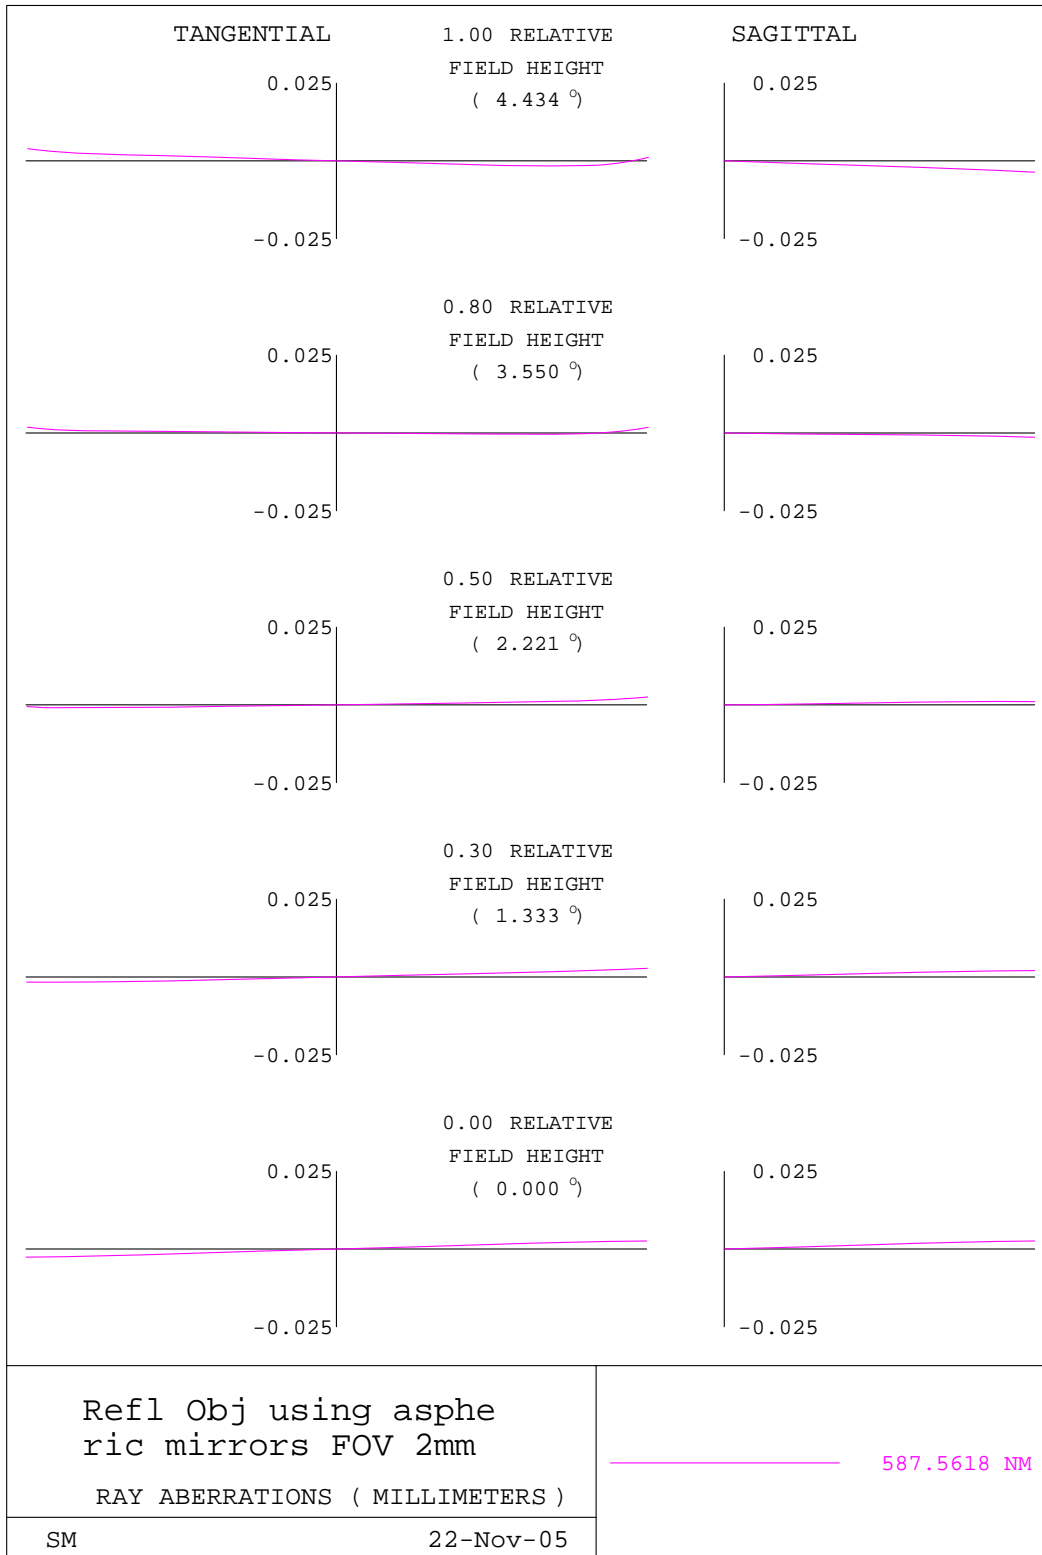 TANGENTIAL 1.00 RELATIVE SAGITTAL
FIELD HEIGHT
0.025 ( 4.434 °) 0.025
-0.025 -0.025
0.80 RELATIVE
FIELD HEIGHT
0.025 ( 3.550 °) 0.025
-0.025 -0.025
0.50 RELATIVE
FIELD HEIGHT
0.025 ( 2.221 °) 0.025
-0.025 -0.025
0.30 RELATIVE
FIELD HEIGHT
0.025 ( 1.333 °) 0.025
-0.025 -0.025
0.00 RELATIVE
FIELD HEIGHT
0.025 ( 0.000 °) 0.025
-0.025 -0.025
Refl Obj using asphe
ric mirrors FOV 2mm
587.5618 NM
RAY ABERRATIONS ( MILLIMETERS )
SM 22-Nov-05